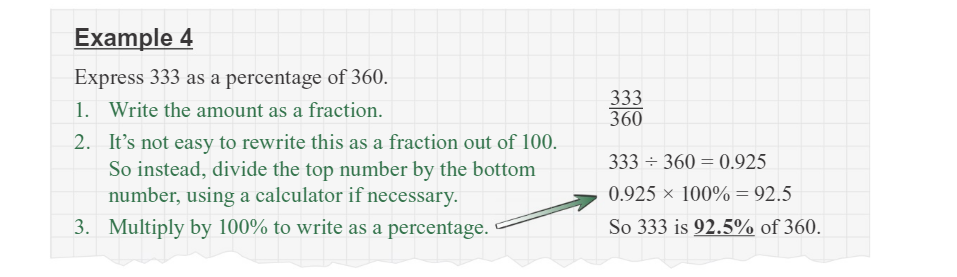 Example 4
Express 333 as a percentage of 360.
1. Write the amount as a fraction.
333
360
2. It’s not easy to rewrite this as a fraction out of 100.
So instead, divide the top number by the bottom
number, using a calculator if necessary.
333 ÷ 360 = 0.925
0.925 × 100% = 92.5
3. Multiply by 100% to write as a percentage.
So 333 is 92.5% of 360.